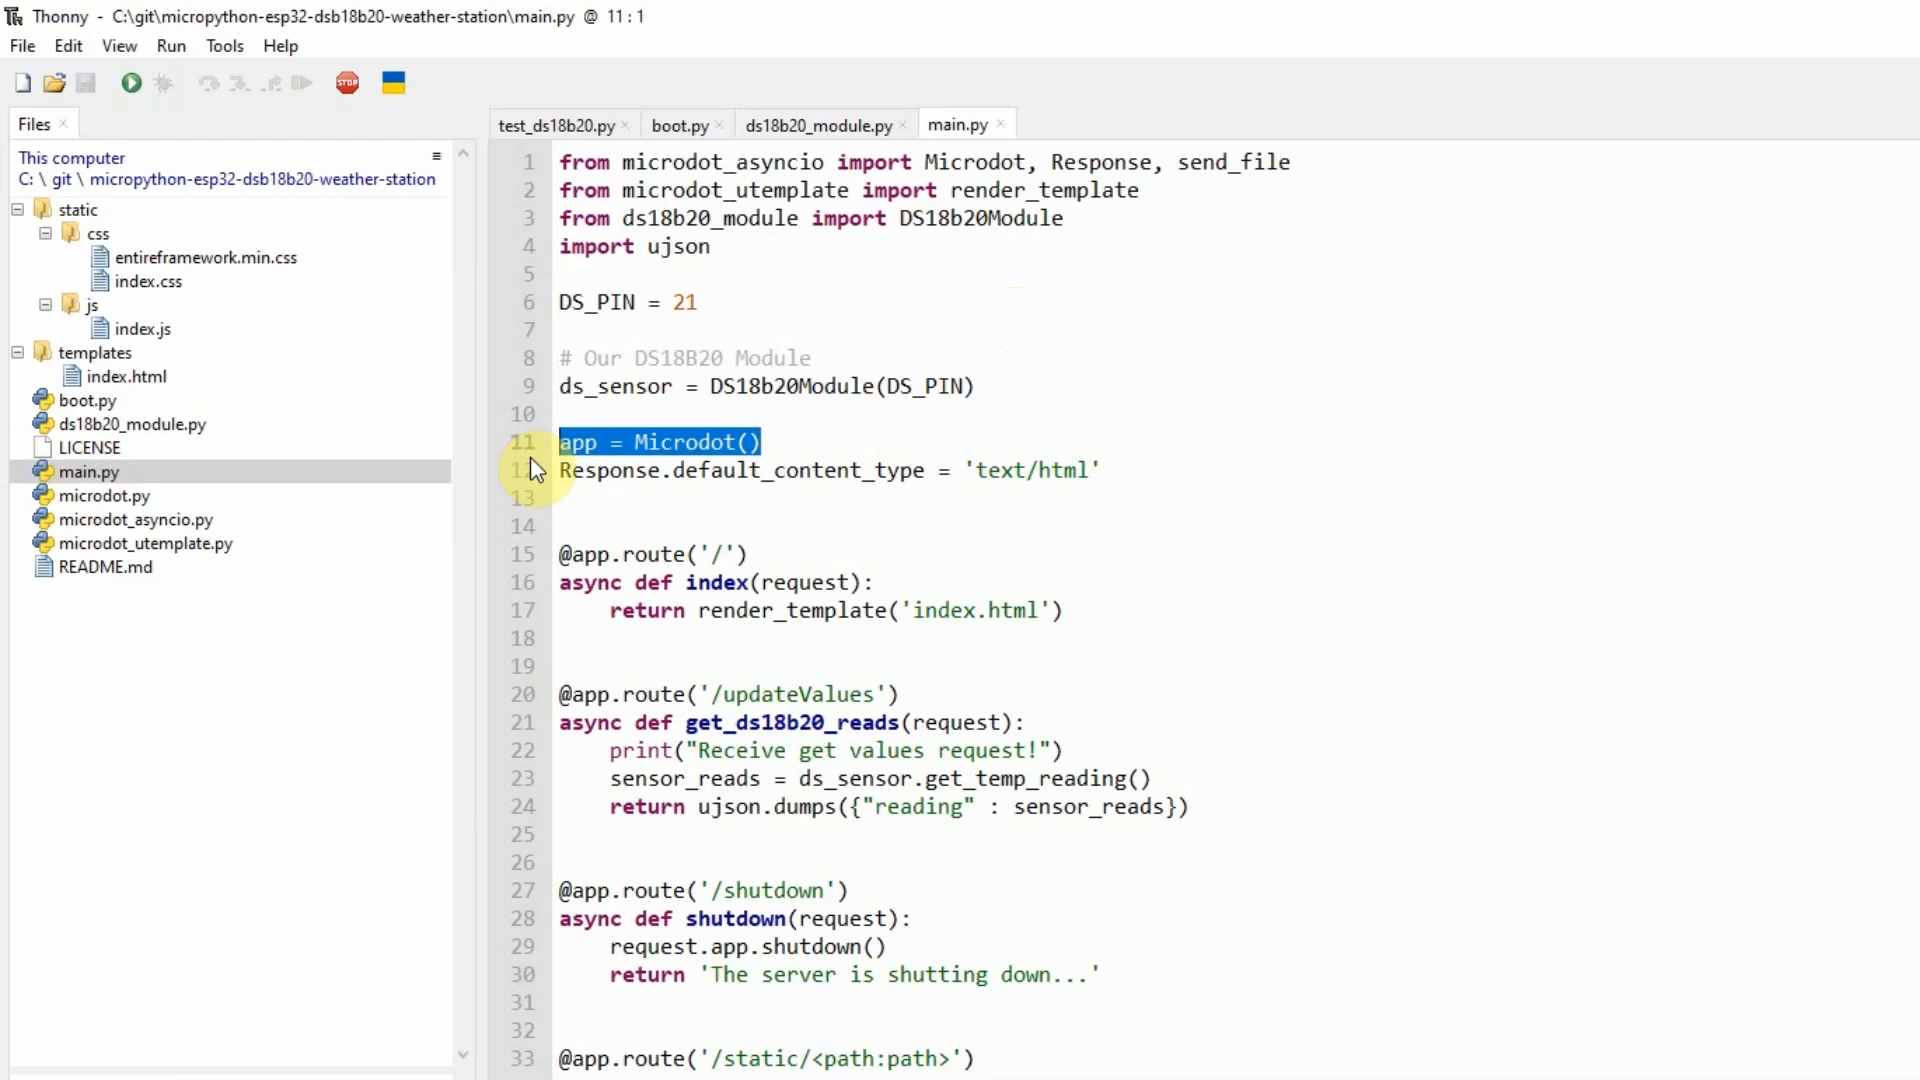 Thonny - C:\git\micropython-esp32-dsb18b20-weather-station\main.py @ 11 : 1
File Edit View Run Tools Help
STOP
Files
test_ds18b20.py boot.py ds18b20_module.py main.py
This computer
C: \ git \ micropython-esp32-dsb18b20-weather-station
static
css
entireframework.min.css
index.css
js
index.js
templates
index.html
boot.py
ds18b20_module.py
LICENSE
main.py
microdot.py
microdot_asyncio.py
microdot_utemplate.py
README.md
1 from microdot_asyncio import Microdot, Response, send_file
2 from microdot_utemplate import render_template
3 from ds18b20_module import DS18b20Module
4 import ujson
5
6 DS_PIN = 21
7
8 # Our DS18B20 Module
9 ds_sensor = DS18b20Module(DS_PIN)
10
11 app = Microdot()
12 Response.default_content_type = 'text/html'
13
14
15 @app.route('/')
16 async def index(request):
17     return render_template('index.html')
18
19
20 @app.route('/updateValues')
21 async def get_ds18b20_reads(request):
22     print("Receive get values request!")
23     sensor_reads = ds_sensor.get_temp_reading()
24     return ujson.dumps({"reading" : sensor_reads})
25
26
27 @app.route('/shutdown')
28 async def shutdown(request):
29     request.app.shutdown()
30     return 'The server is shutting down...'
31
32
33 @app.route('/static/<path:path>')